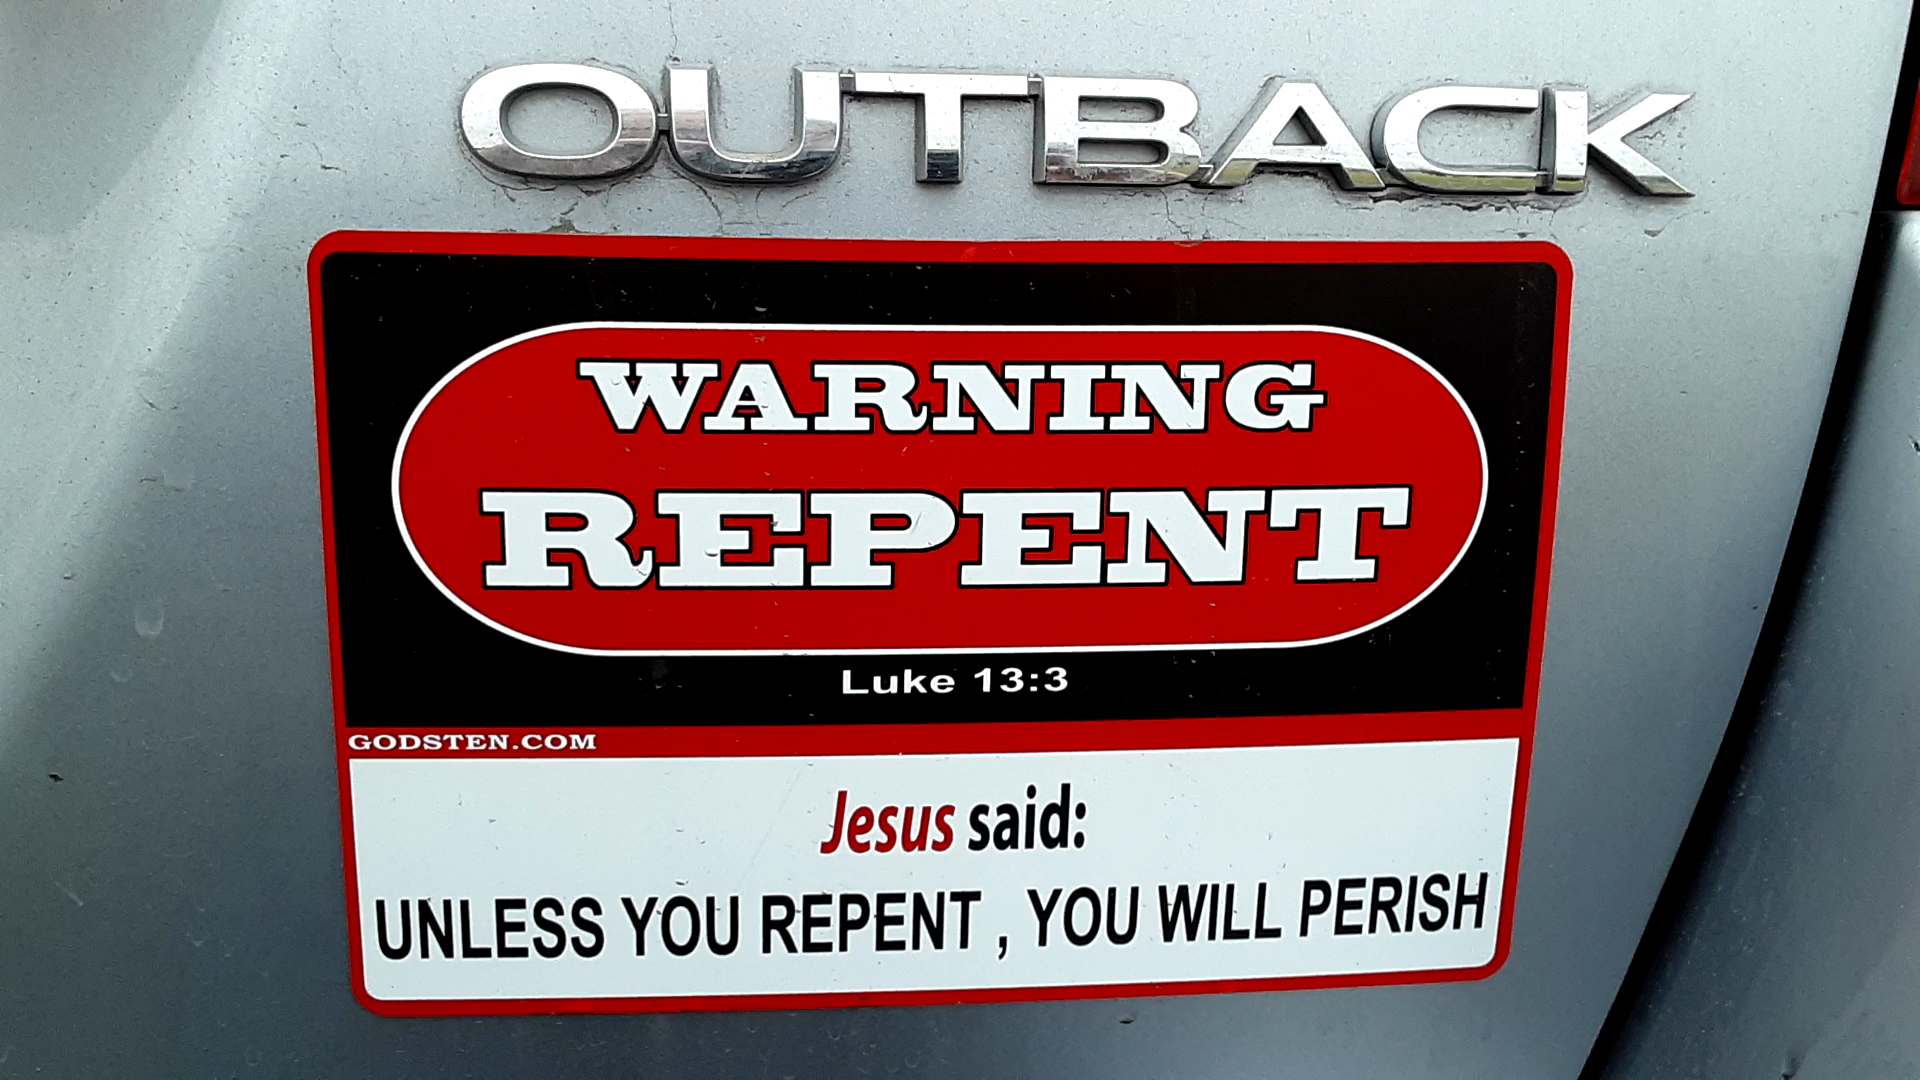 OUTBACK
WARNING
REPENT
Luke 13:3
GODSTEN.COM
Jesus said:
UNLESS YOU REPENT , YOU WILL PERISH